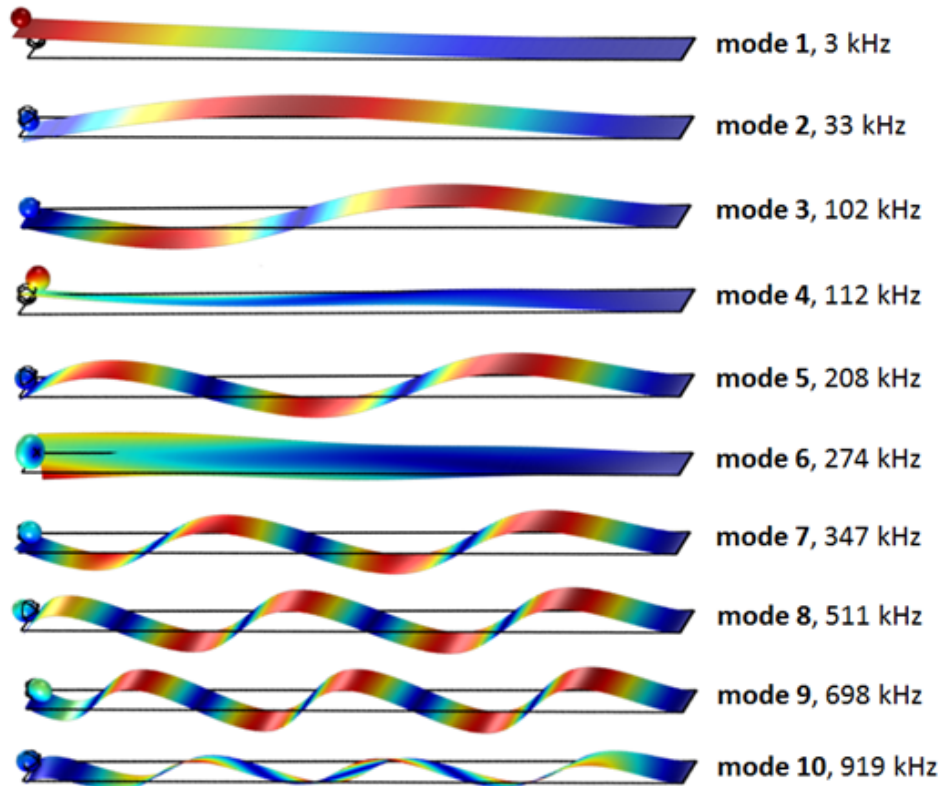 mode 1, 3 kHz
mode 2, 33 kHz
mode 3, 102 kHz
mode 4, 112 kHz
mode 5, 208 kHz
mode 6, 274 kHz
mode 7, 347 kHz
mode 8, 511 kHz
mode 9, 698 kHz
mode 10, 919 kHz